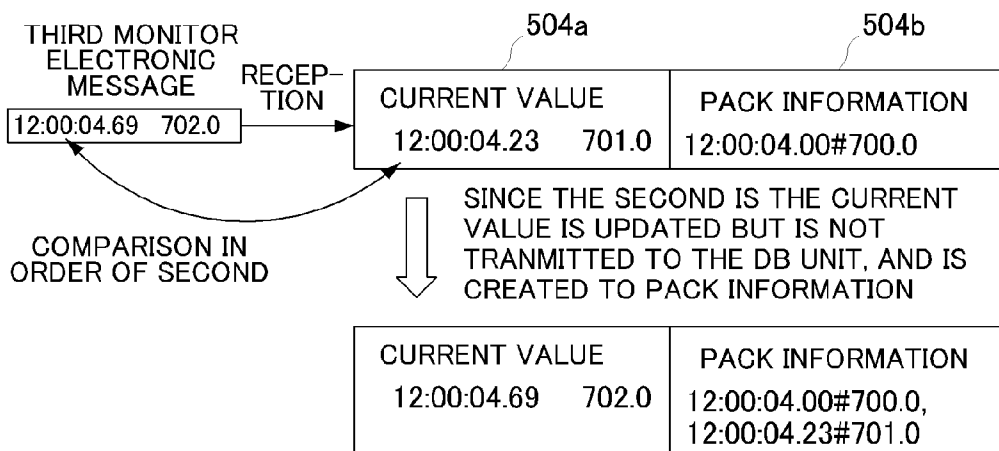 504a
504b
THIRD MONITOR
ELECTRONIC
MESSAGE
RECEP-
TION
12:00:04.69 702.0
CURRENT VALUE
12:00:04.23 701.0
PACK INFORMATION
12:00:04.00#700.0
COMPARISON IN
ORDER OF SECOND
SINCE THE SECOND IS THE CURRENT
VALUE IS UPDATED BUT IS NOT
TRANMITTED TO THE DB UNIT, AND IS
CREATED TO PACK INFORMATION
CURRENT VALUE
12:00:04.69 702.0
PACK INFORMATION
12:00:04.00#700.0,
12:00:04.23#701.0